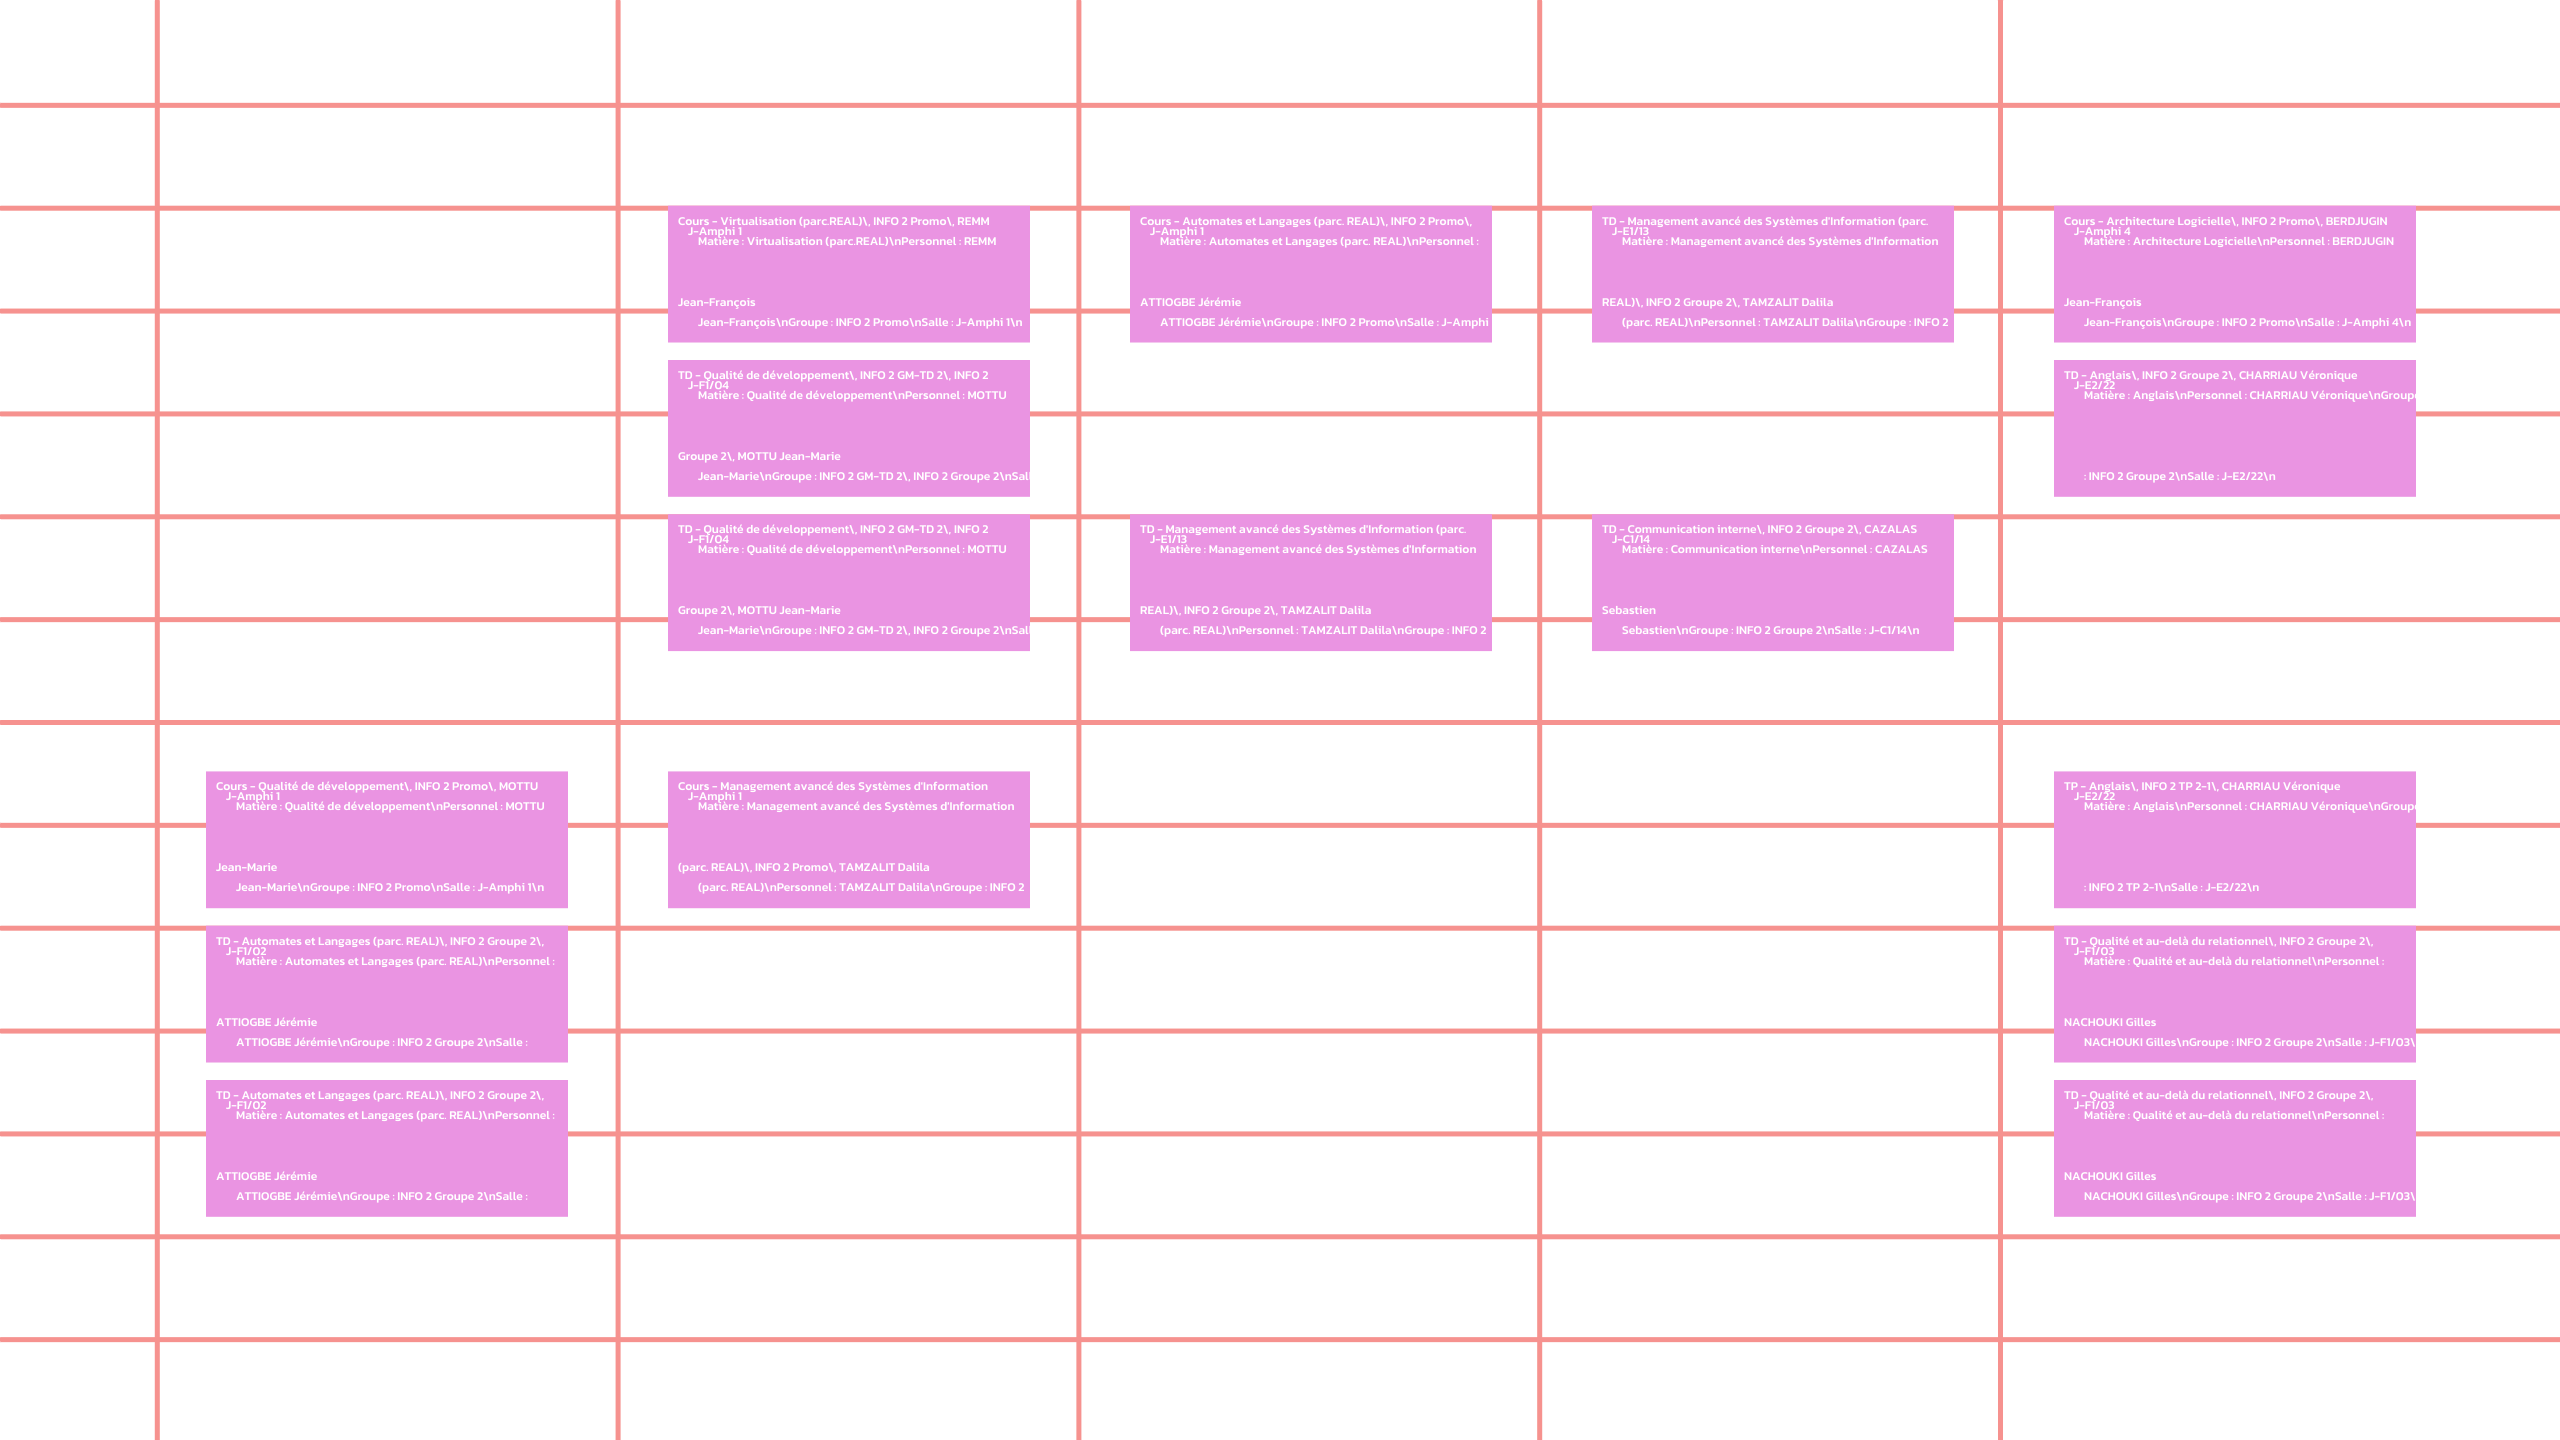 Cours - Virtualisation (parc.REAL)\, INFO 2 Promo\, REMM
J-Amphi 1
Matière : Virtualisation (parc.REAL)\nPersonnel : REMM
Jean-François
Jean-François\nGroupe : INFO 2 Promo\nSalle : J-Amphi 1\n
Cours - Automates et Langages (parc. REAL)\, INFO 2 Promo\,
J-Amphi 1
Matière : Automates et Langages (parc. REAL)\nPersonnel :
ATTIOGBE Jérémie
ATTIOGBE Jérémie\nGroupe : INFO 2 Promo\nSalle : J-Amphi
TD - Management avancé des Systèmes d'Information (parc.
J-E1/13
Matière : Management avancé des Systèmes d'Information
REAL)\, INFO 2 Groupe 2\, TAMZALIT Dalila
(parc. REAL)\nPersonnel : TAMZALIT Dalila\nGroupe : INFO 2
Cours - Architecture Logicielle\, INFO 2 Promo\, BERDJUGIN
J-Amphi 4
Matière : Architecture Logicielle\nPersonnel : BERDJUGIN
Jean-François
Jean-François\nGroupe : INFO 2 Promo\nSalle : J-Amphi 4\n
TD - Qualité de développement\, INFO 2 GM-TD 2\, INFO 2
J-F1/04
Matière : Qualité de développement\nPersonnel : MOTTU
Groupe 2\, MOTTU Jean-Marie
Jean-Marie\nGroupe : INFO 2 GM-TD 2\, INFO 2 Groupe 2\nSall
TD - Anglais\, INFO 2 Groupe 2\, CHARRIAU Véronique
J-E2/22
Matière : Anglais\nPersonnel : CHARRIAU Véronique\nGroupe
: INFO 2 Groupe 2\nSalle : J-E2/22\n
TD - Qualité de développement\, INFO 2 GM-TD 2\, INFO 2
J-F1/04
Matière : Qualité de développement\nPersonnel : MOTTU
Groupe 2\, MOTTU Jean-Marie
Jean-Marie\nGroupe : INFO 2 GM-TD 2\, INFO 2 Groupe 2\nSall
TD - Management avancé des Systèmes d'Information (parc.
J-E1/13
Matière : Management avancé des Systèmes d'Information
REAL)\, INFO 2 Groupe 2\, TAMZALIT Dalila
(parc. REAL)\nPersonnel : TAMZALIT Dalila\nGroupe : INFO 2
TD - Communication interne\, INFO 2 Groupe 2\, CAZALAS
J-C1/14
Matière : Communication interne\nPersonnel : CAZALAS
Sebastien
Sebastien\nGroupe : INFO 2 Groupe 2\nSalle : J-C1/14\n
Cours - Qualité de développement\, INFO 2 Promo\, MOTTU
J-Amphi 1
Matière : Qualité de développement\nPersonnel : MOTTU
Jean-Marie
Jean-Marie\nGroupe : INFO 2 Promo\nSalle : J-Amphi 1\n
Cours - Management avancé des Systèmes d'Information
J-Amphi 1
Matière : Management avancé des Systèmes d'Information
(parc. REAL)\, INFO 2 Promo\, TAMZALIT Dalila
(parc. REAL)\nPersonnel : TAMZALIT Dalila\nGroupe : INFO 2
TP - Anglais\, INFO 2 TP 2-1\, CHARRIAU Véronique
J-E2/22
Matière : Anglais\nPersonnel : CHARRIAU Véronique\nGroupe
: INFO 2 TP 2-1\nSalle : J-E2/22\n
TD - Automates et Langages (parc. REAL)\, INFO 2 Groupe 2\,
J-F1/02
Matière : Automates et Langages (parc. REAL)\nPersonnel :
ATTIOGBE Jérémie
ATTIOGBE Jérémie\nGroupe : INFO 2 Groupe 2\nSalle :
TD - Qualité et au-delà du relationnel\, INFO 2 Groupe 2\,
J-F1/03
Matière : Qualité et au-delà du relationnel\nPersonnel :
NACHOUKI Gilles
NACHOUKI Gilles\nGroupe : INFO 2 Groupe 2\nSalle : J-F1/03\
TD - Automates et Langages (parc. REAL)\, INFO 2 Groupe 2\,
J-F1/02
Matière : Automates et Langages (parc. REAL)\nPersonnel :
ATTIOGBE Jérémie
ATTIOGBE Jérémie\nGroupe : INFO 2 Groupe 2\nSalle :
TD - Qualité et au-delà du relationnel\, INFO 2 Groupe 2\,
J-F1/03
Matière : Qualité et au-delà du relationnel\nPersonnel :
NACHOUKI Gilles
NACHOUKI Gilles\nGroupe : INFO 2 Groupe 2\nSalle : J-F1/03\